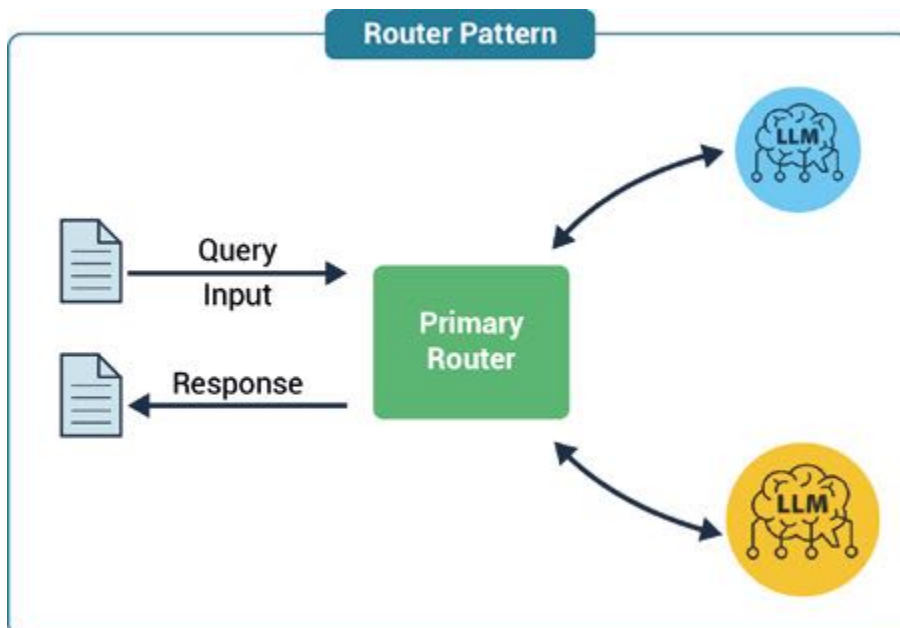 Router Pattern
LLM
Query
Input
Primary
Router
Response
LLM